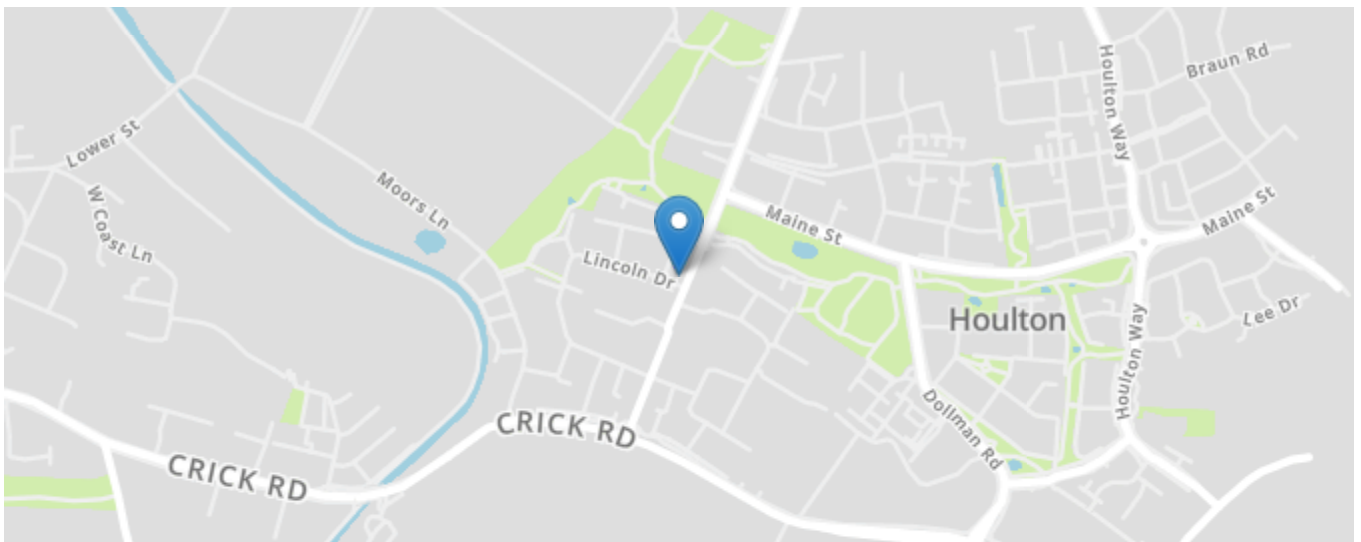 Braun Rd
Houlton Way
Lower St
Moors Ln
W Coast Ln
Maine St
Maine St
Lincoln Dr
Houlton
Lee Dr
Houlton Way
Dollman Rd
CRICK RD
CRICK RD